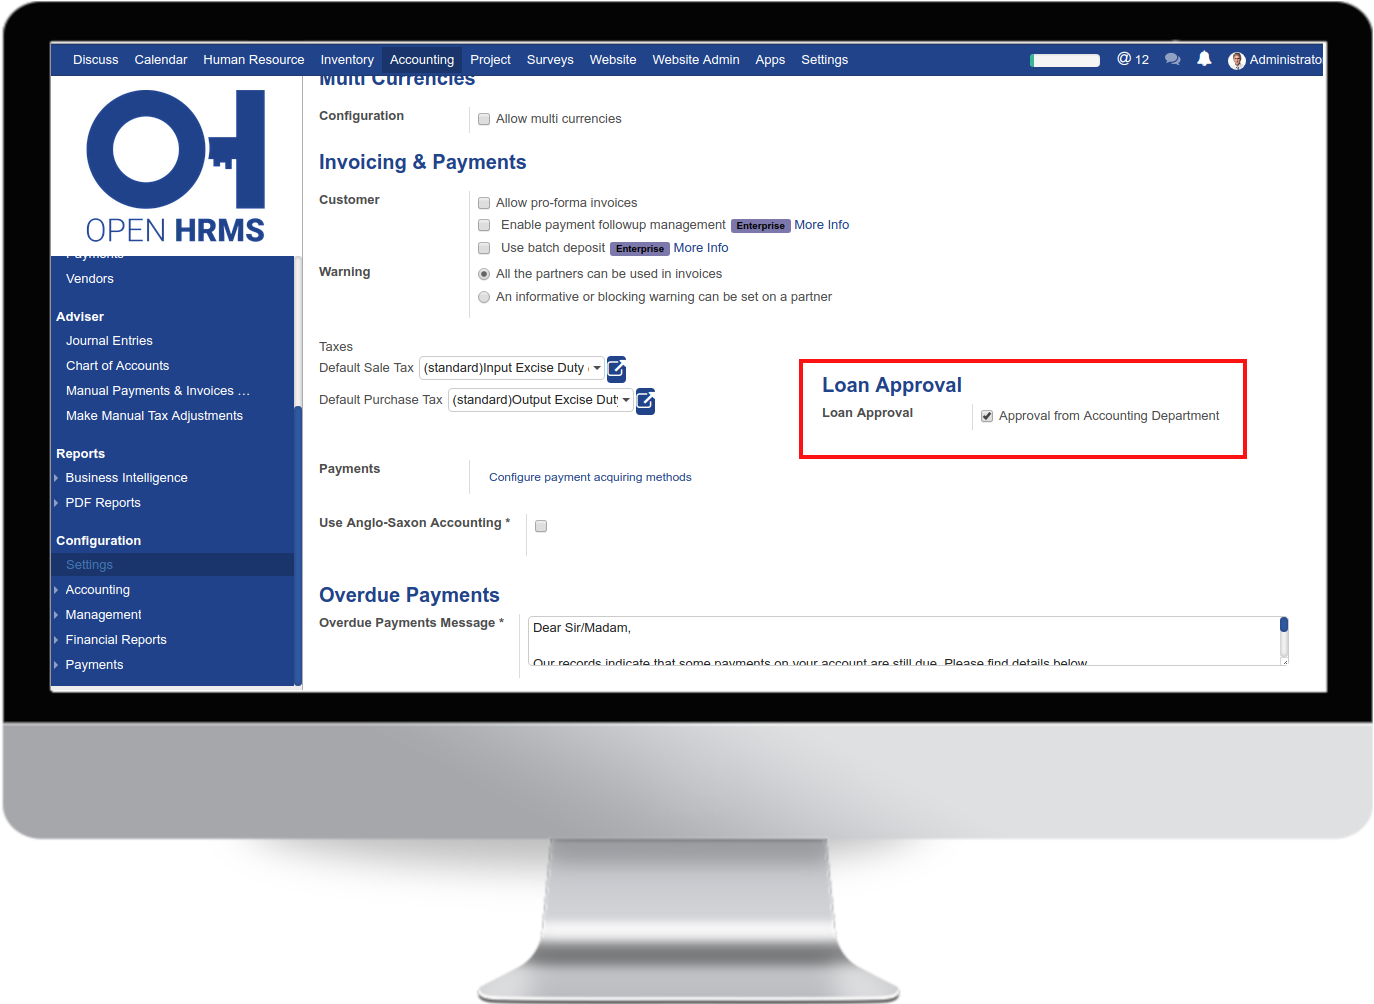 Discuss Calendar Human Resource Inventory Accounting Project Surveys Website Website Admin Apps Settings @ 12 Administrato
OPEN HRMS
Payments
Vendors
Adviser
Journal Entries
Chart of Accounts
Manual Payments & Invoices ...
Make Manual Tax Adjustments
Reports
Business Intelligence
PDF Reports
Configuration
Settings
Accounting
Management
Financial Reports
Payments
Multi Currencies
Configuration
Allow multi currencies
Invoicing & Payments
Customer
Allow pro-forma invoices
Enable payment followup management Enterprise More Info
Use batch deposit Enterprise More Info
Warning
All the partners can be used in invoices
An informative or blocking warning can be set on a partner
Taxes
Default Sale Tax (standard)Input Excise Duty
Default Purchase Tax (standard)Output Excise Dut
Loan Approval
Loan Approval
Approval from Accounting Department
Payments
Configure payment acquiring methods
Use Anglo-Saxon Accounting *
Overdue Payments
Overdue Payments Message *
Dear Sir/Madam,
Our records indicate that some payments on your account are still due. Please find details below